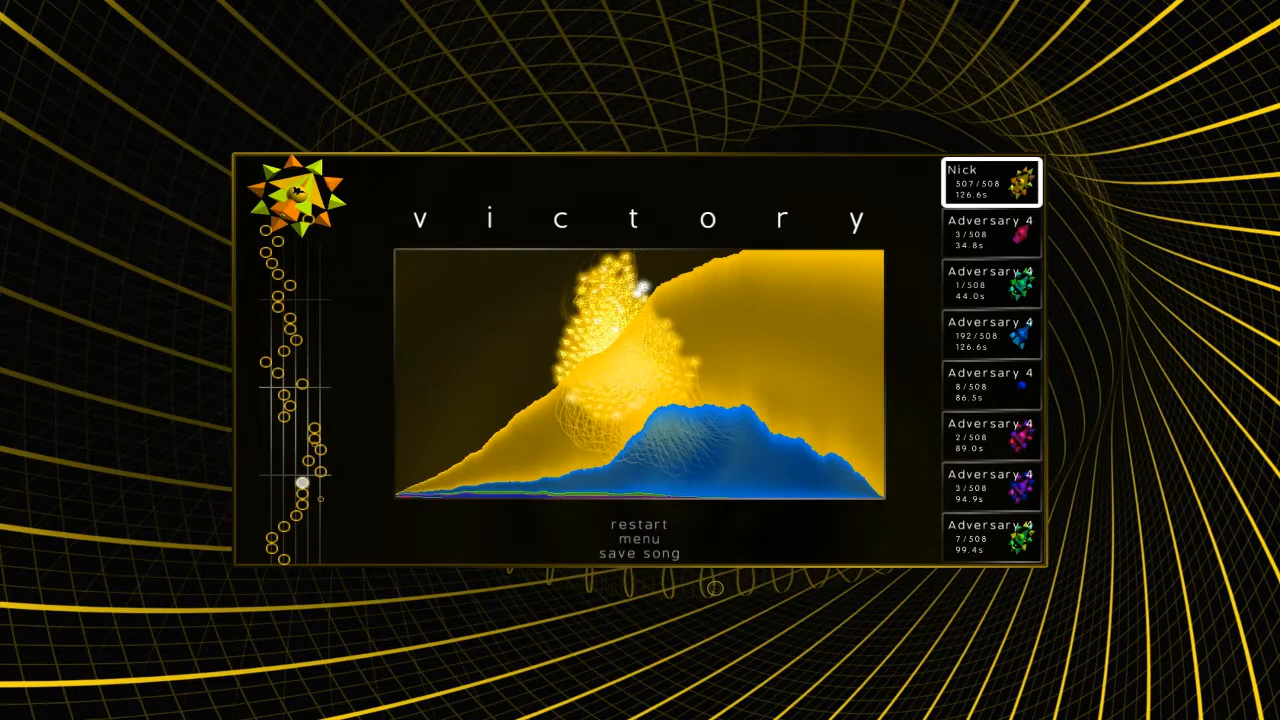 victory
restart
menu
save song
Nick
507/508
126.6s
Adversary 4
3/508
34.8s
Adversary 4
1/508
44.0s
Adversary 4
192/508
126.6s
Adversary 4
8/508
86.5s
Adversary 4
2/508
89.0s
Adversary 4
3/508
94.9s
Adversary 4
7/508
99.4s